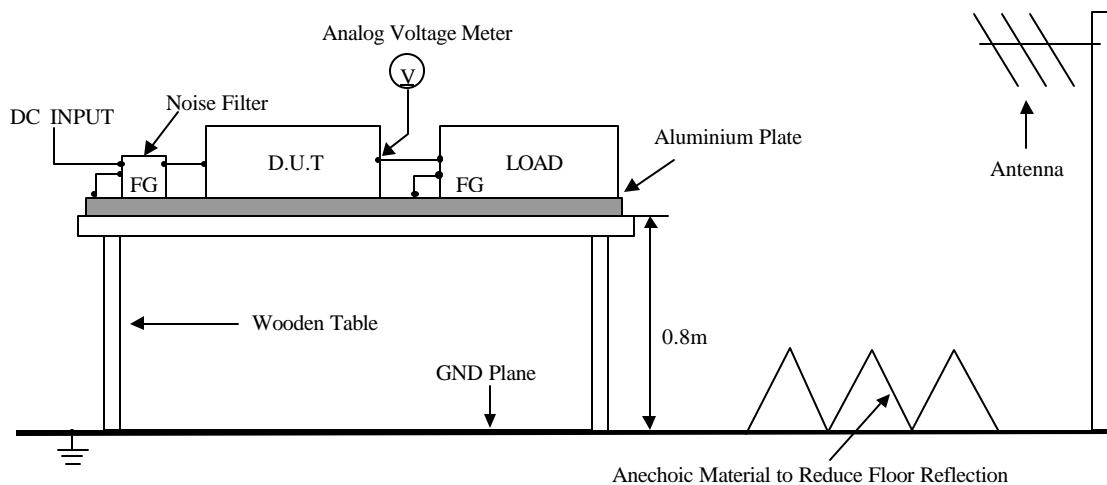 Analog Voltage Meter
V
Noise Filter
DC INPUT
Aluminium Plate
D.U.T
LOAD
FG
FG
Antenna
Wooden Table
0.8m
GND Plane
Anechoic Material to Reduce Floor Reflection